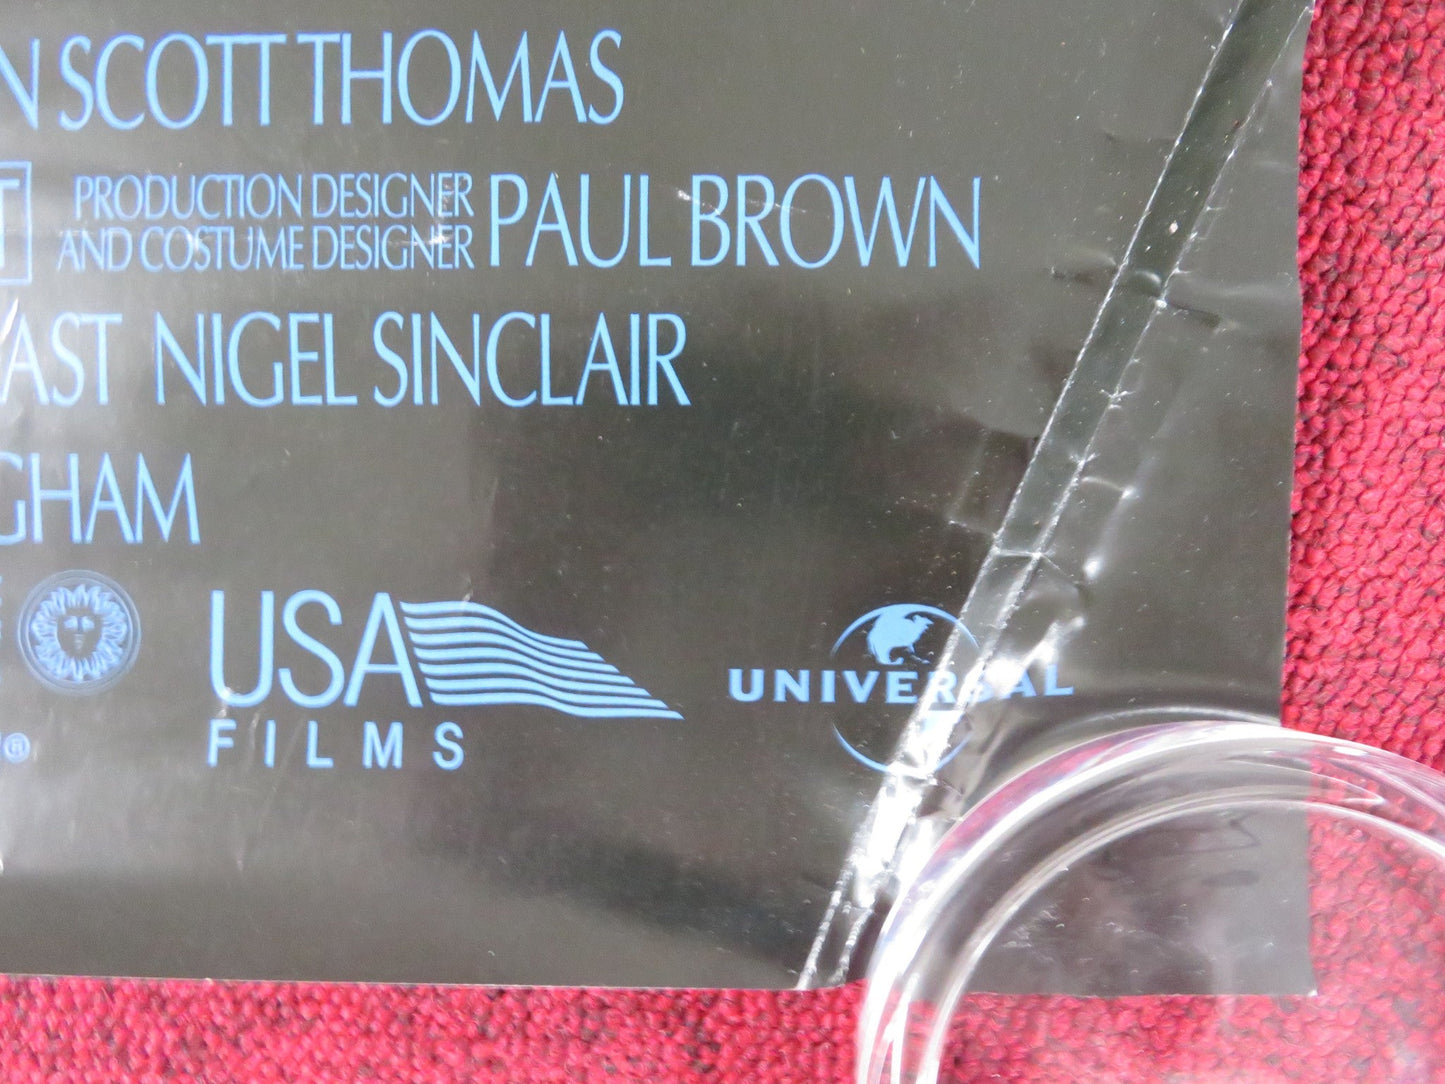 N SCOTT THOMAS
T PRODUCTION DESIGNER AND COSTUME DESIGNER PAUL BROWN
AST NIGEL SINCLAIR
GHAM
USA
FILMS
UNIVERSAL
®